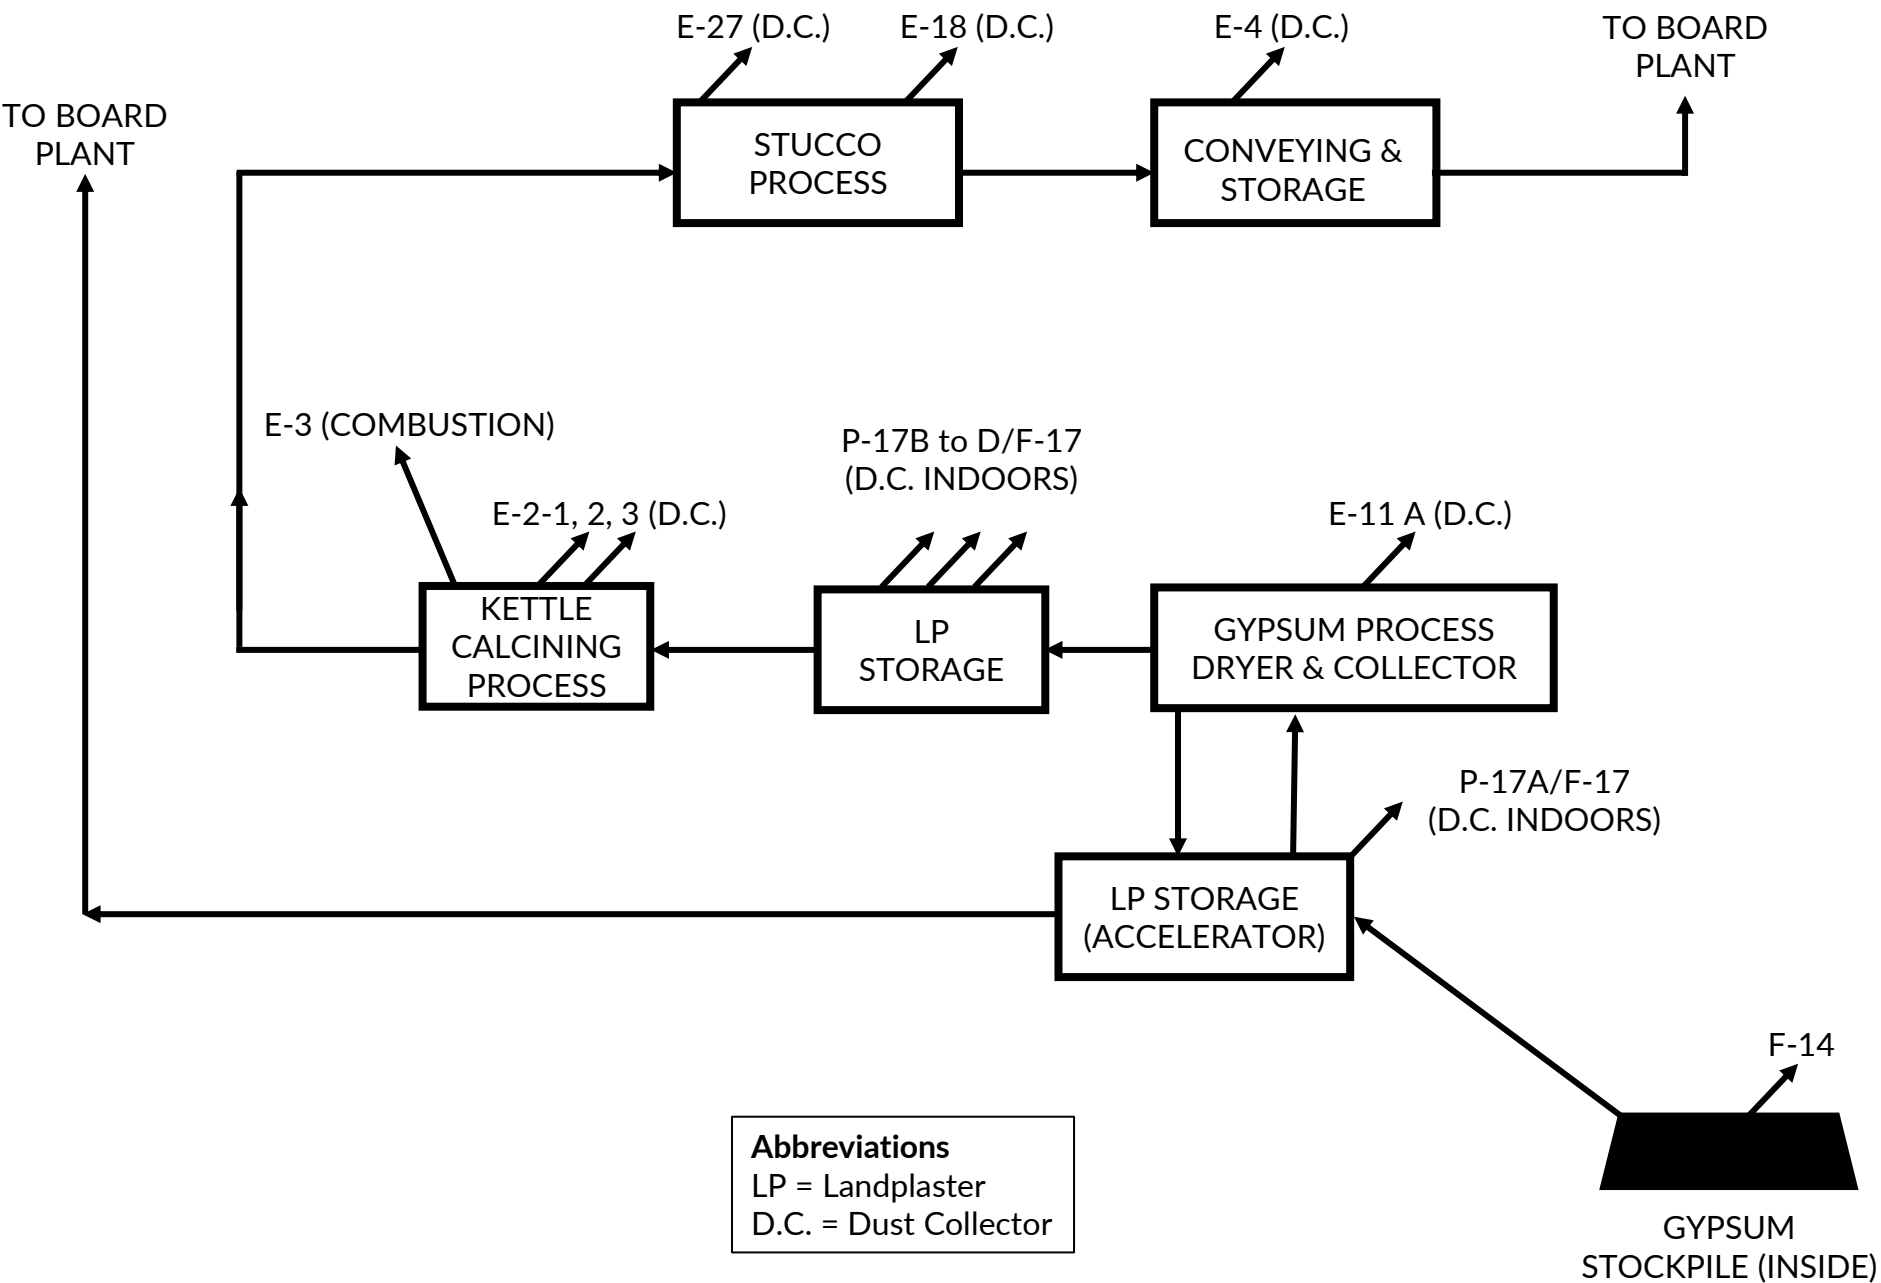 E-27 (D.C.)
E-18 (D.C.)
E-4 (D.C.)
TO BOARD
PLANT
TO BOARD
PLANT
STUCCO
PROCESS
CONVEYING &
STORAGE
E-3 (COMBUSTION)
P-17B to D/F-17
(D.C. INDOORS)
E-2-1, 2, 3 (D.C.)
E-11 A (D.C.)
KETTLE
CALCINING
PROCESS
LP
STORAGE
GYPSUM PROCESS
DRYER & COLLECTOR
P-17A/F-17
(D.C. INDOORS)
LP STORAGE
(ACCELERATOR)
F-14
Abbreviations
LP = Landplaster
D.C. = Dust Collector
GYPSUM
STOCKPILE (INSIDE)